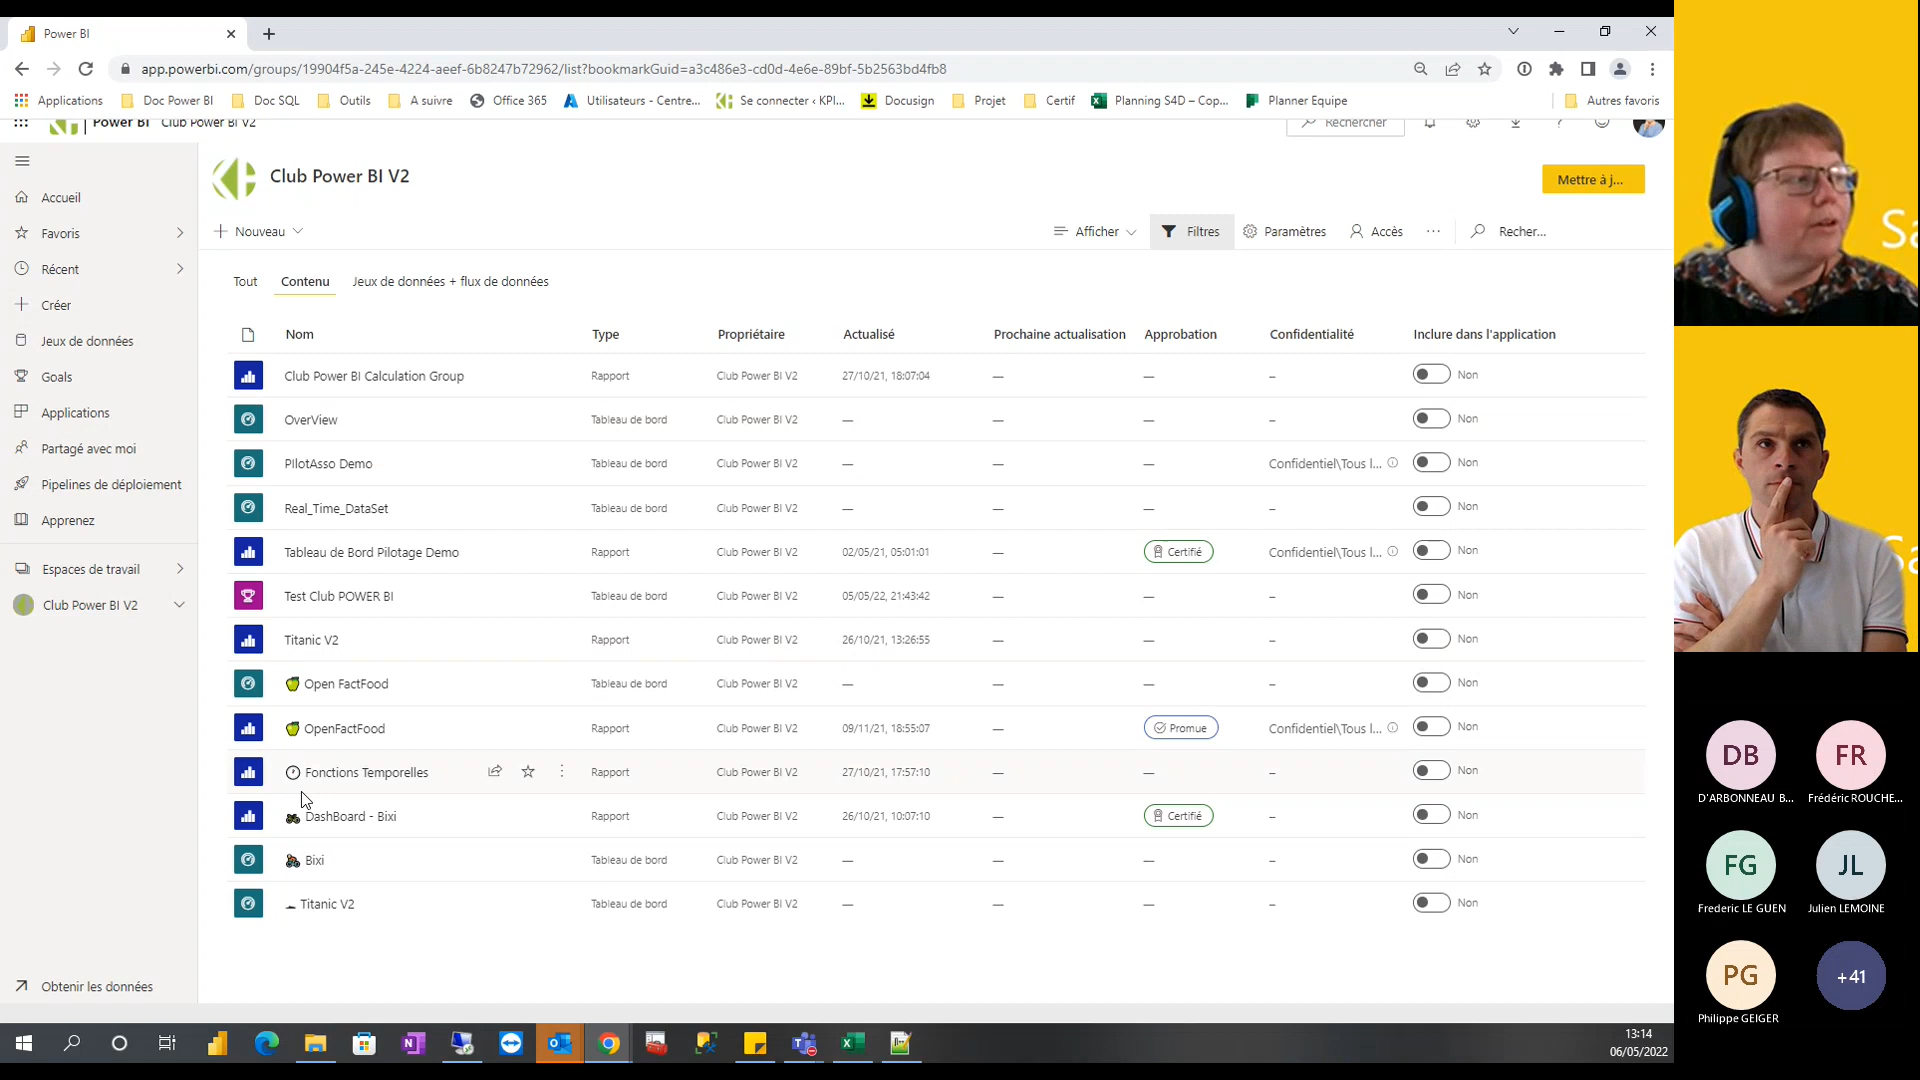 Power BI
app.powerbi.com/groups/19904f5a-245e-4224-aeef-6b8247b72962/list?bookmarkGuid=a3c486e3-cd0d-4e6e-89bf-5b2563bd4fb8
Applications Doc Power BI Doc SQL Outils A suivre Office 365 Utilisateurs - Centre... Se connecter ‹ KPI... Docusign Projet Certif Planning S4D – Cop... Planner Equipe Autres favoris
Power BI Club Power BI V2 Rechercher
Club Power BI V2 Mettre à j...
Nouveau Afficher Filtres Paramètres Accès ... Recher...
Tout Contenu Jeux de données + flux de données
Nom Type Propriétaire Actualisé Prochaine actualisation Approbation Confidentialité Inclure dans l'application
Club Power BI Calculation Group Rapport Club Power BI V2 27/10/21, 18:07:04 — — – Non
OverView Tableau de bord Club Power BI V2 — — — – Non
PIlotAsso Demo Tableau de bord Club Power BI V2 — — — Confidentiel\Tous l... Non
Real_Time_DataSet Tableau de bord Club Power BI V2 — — — – Non
Tableau de Bord Pilotage Demo Rapport Club Power BI V2 02/05/21, 05:01:01 — Certifié Confidentiel\Tous l... Non
Test Club POWER BI Tableau de bord Club Power BI V2 05/05/22, 21:43:42 — — – Non
Titanic V2 Rapport Club Power BI V2 26/10/21, 13:26:55 — — – Non
Open FactFood Tableau de bord Club Power BI V2 — — — – Non
OpenFactFood Rapport Club Power BI V2 09/11/21, 18:55:07 — Promue Confidentiel\Tous l... Non
Fonctions Temporelles Rapport Club Power BI V2 27/10/21, 17:57:10 — — – Non
DashBoard - Bixi Rapport Club Power BI V2 26/10/21, 10:07:10 — Certifié – Non
Bixi Tableau de bord Club Power BI V2 — — — – Non
Titanic V2 Tableau de bord Club Power BI V2 — — — – Non
Accueil
Favoris
Récent
Créer
Jeux de données
Goals
Applications
Partagé avec moi
Pipelines de déploiement
Apprenez
Espaces de travail
Club Power BI V2
Obtenir les données
13:14
06/05/2022
Sa
Sa
DB FR
D'ARBONNEAU B... Frédéric ROUCHE...
FG JL
Frederic LE GUEN Julien LEMOINE
PG +41
Philippe GEIGER